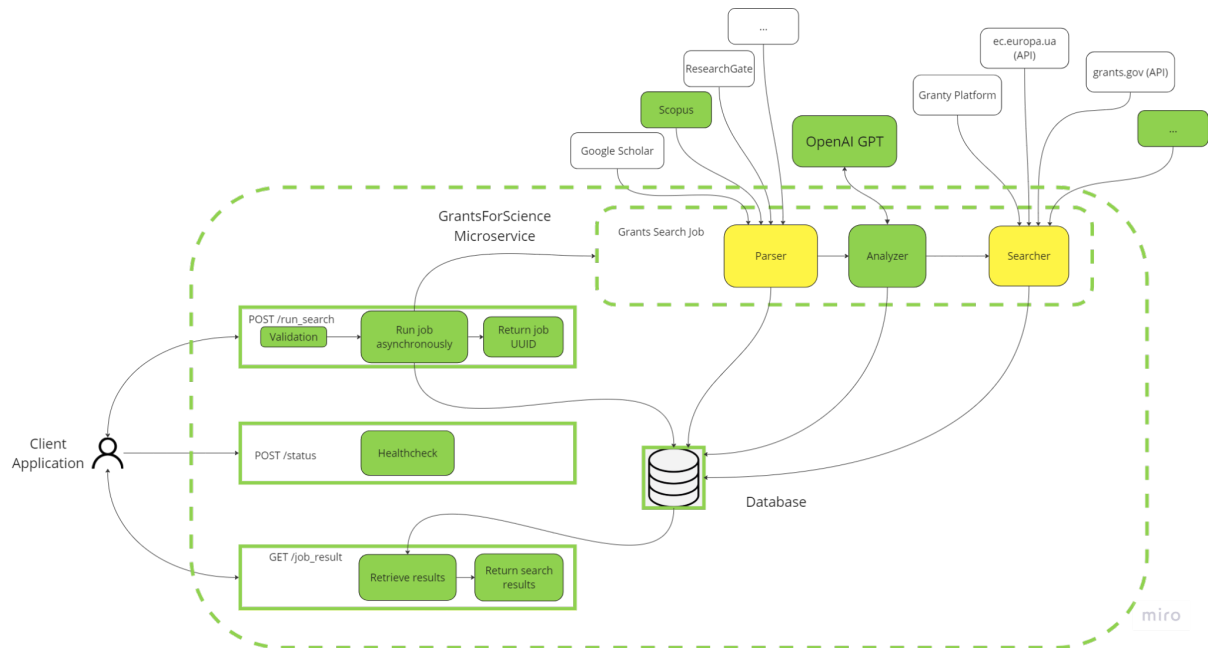 ...
ec.europa.ua
(API)
ResearchGate
grants.gov (API)
Granty Platform
Scopus
...
OpenAI GPT
Google Scholar
GrantsForScience
Microservice
Grants Search Job
Parser
Analyzer
Searcher
POST /run_search
Validation
Run job
asynchronously
Return job
UUID
Client
Application
POST /status
Healthcheck
Database
GET /job_result
Retrieve results
Return search
results
miro